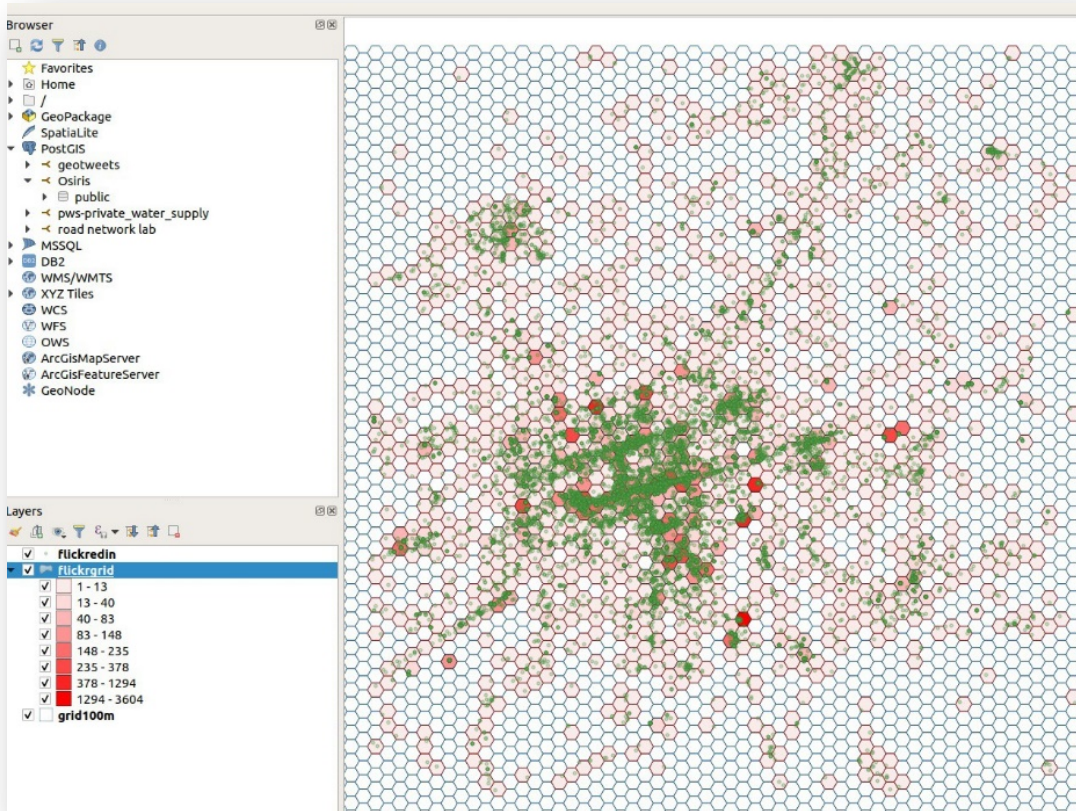 Browser
Favorites
Home
/
GeoPackage
SpatiaLite
PostGIS
geotweets
Osiris
public
pws-private_water_supply
road network lab
MSSQL
DB2
WMS/WMTS
XYZ Tiles
WCS
WFS
OWS
ArcGisMapServer
ArcGisFeatureServer
GeoNode
Layers
flickredin
flickrgrid
1 - 13
13 - 40
40 - 83
83 - 148
148 - 235
235 - 378
378 - 1294
1294 - 3604
grid100m